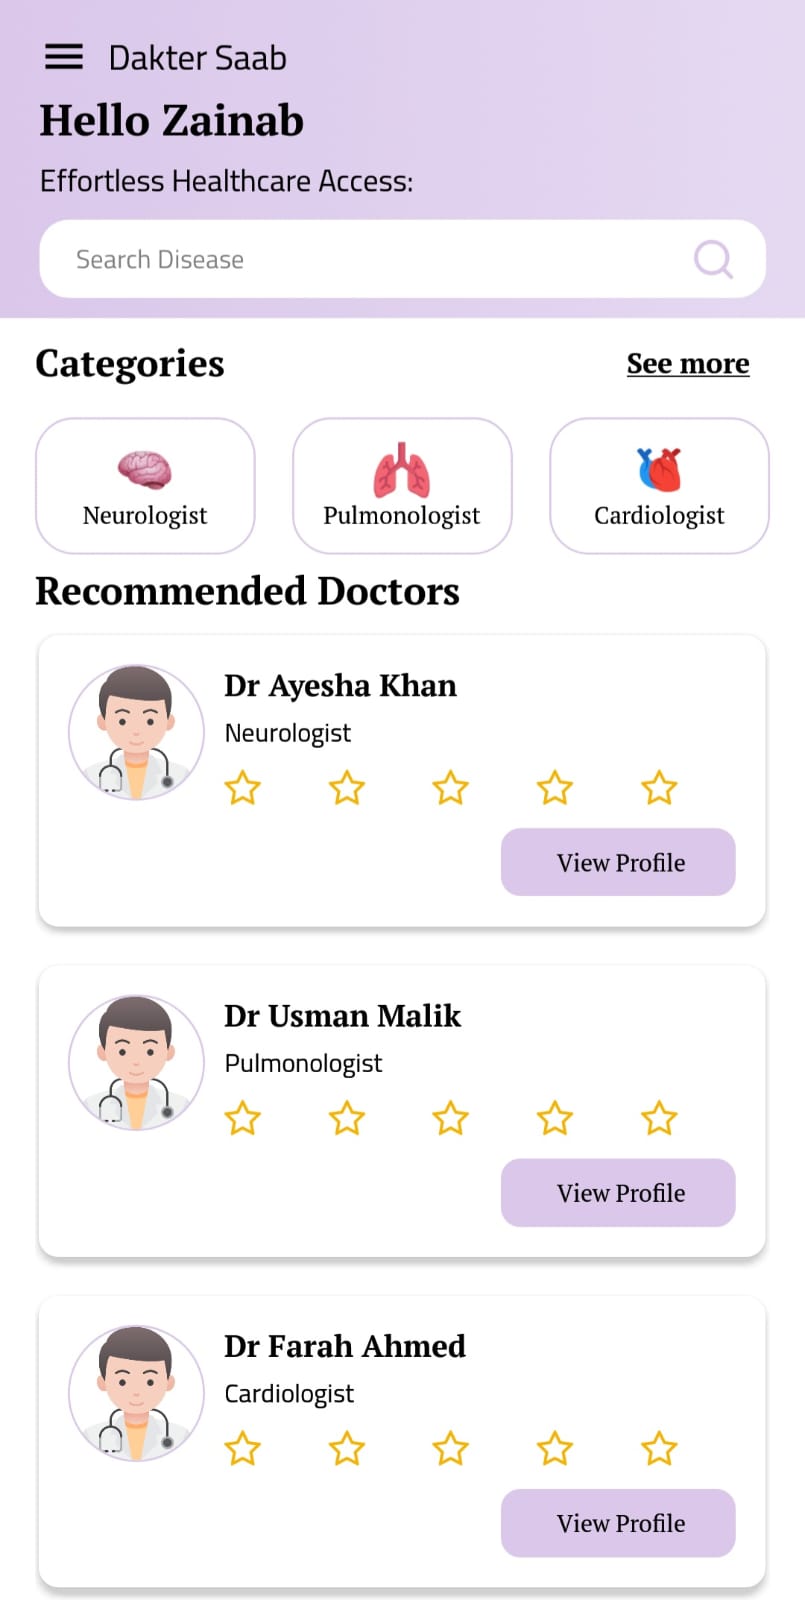 Dakter Saab
Hello Zainab
Effortless Healthcare Access:
Search Disease
Categories
See more
Neurologist
Pulmonologist
Cardiologist
Recommended Doctors
Dr Ayesha Khan
Neurologist
View Profile
Dr Usman Malik
Pulmonologist
View Profile
Dr Farah Ahmed
Cardiologist
View Profile